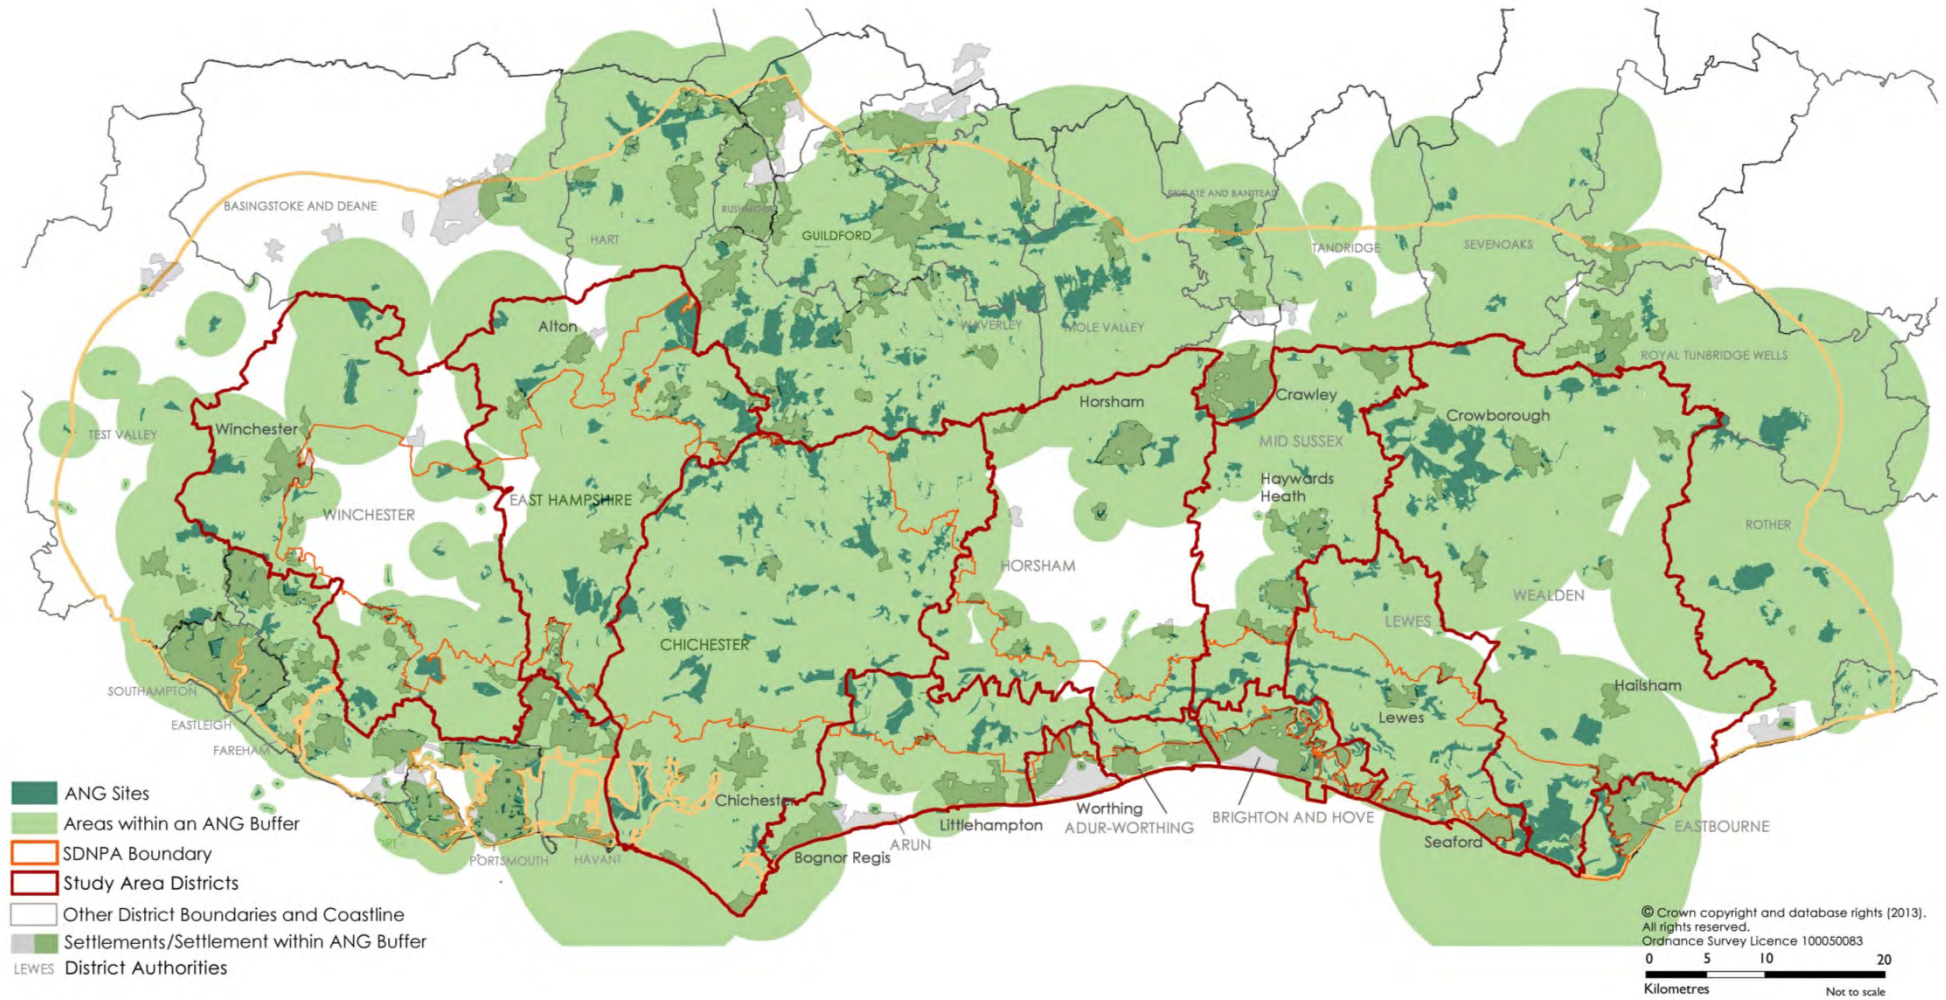 BASINGSTOKE AND DEANE
HART
RUSHMOOR
GUILDFORD
REIGATE AND BANSTEAD
TANDRIDGE
SEVENOAKS
Alton
WAVERLEY
MOLE VALLEY
ROYAL TUNBRIDGE WELLS
Horsham
Crawley
Crowborough
TEST VALLEY
Winchester
MID SUSSEX
Haywards
Heath
EAST HAMPSHIRE
WINCHESTER
ROTHER
HORSHAM
WEALDEN
LEWES
CHICHESTER
SOUTHAMPTON
Hailsham
EASTLEIGH
Lewes
FAREHAM
Chichester
Worthing
Littlehampton
ADUR-WORTHING
BRIGHTON AND HOVE
EASTBOURNE
ORT
PORTSMOUTH
HAVANT
Bognor Regis
ARUN
Seaford
ANG Sites
Areas within an ANG Buffer
SDNPA Boundary
Study Area Districts
Other District Boundaries and Coastline
Settlements/Settlement within ANG Buffer
LEWES District Authorities
© Crown copyright and database rights (2013).
All rights reserved.
Ordnance Survey Licence 100050083
0 5 10 20
Kilometres
Not to scale